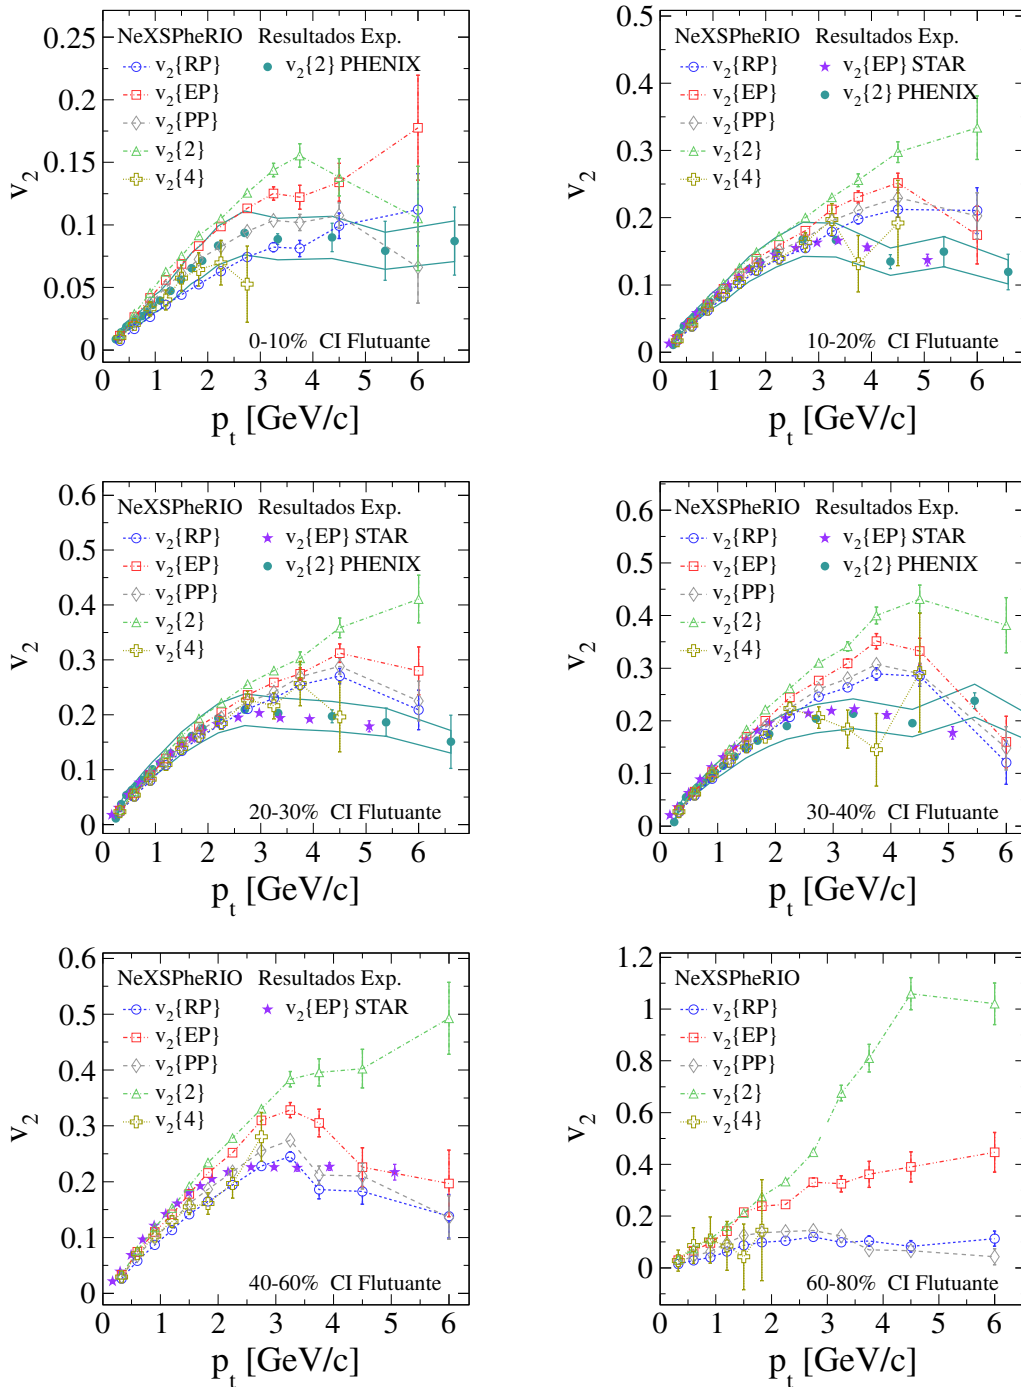 NeXSPheRIO Resultados Exp.
v2{RP} v2{2} PHENIX
v2{EP}
v2{PP}
v2{2}
v2{4}
0-10% CI Flutuante
v2
0.25
0.2
0.15
0.1
0.05
0
0 1 2 3 4 5 6
pt [GeV/c]
NeXSPheRIO Resultados Exp.
v2{RP} v2{EP} STAR
v2{EP} v2{2} PHENIX
v2{PP}
v2{2}
v2{4}
10-20% CI Flutuante
v2
0.5
0.4
0.3
0.2
0.1
0
0 1 2 3 4 5 6
pt [GeV/c]
NeXSPheRIO Resultados Exp.
v2{RP} v2{EP} STAR
v2{EP} v2{2} PHENIX
v2{PP}
v2{2}
v2{4}
20-30% CI Flutuante
v2
0.6
0.5
0.4
0.3
0.2
0.1
0
0 1 2 3 4 5 6
pt [GeV/c]
NeXSPheRIO Resultados Exp.
v2{RP} v2{EP} STAR
v2{EP} v2{2} PHENIX
v2{PP}
v2{2}
v2{4}
30-40% CI Flutuante
v2
0.6
0.5
0.4
0.3
0.2
0.1
0
0 1 2 3 4 5 6
pt [GeV/c]
NeXSPheRIO Resultados Exp.
v2{RP} v2{EP} STAR
v2{EP}
v2{PP}
v2{2}
v2{4}
40-60% CI Flutuante
v2
0.6
0.5
0.4
0.3
0.2
0.1
0
0 1 2 3 4 5 6
pt [GeV/c]
NeXSPheRIO
v2{RP}
v2{EP}
v2{PP}
v2{2}
v2{4}
60-80% CI Flutuante
v2
1.2
1
0.8
0.6
0.4
0.2
0
0 1 2 3 4 5 6
pt [GeV/c]